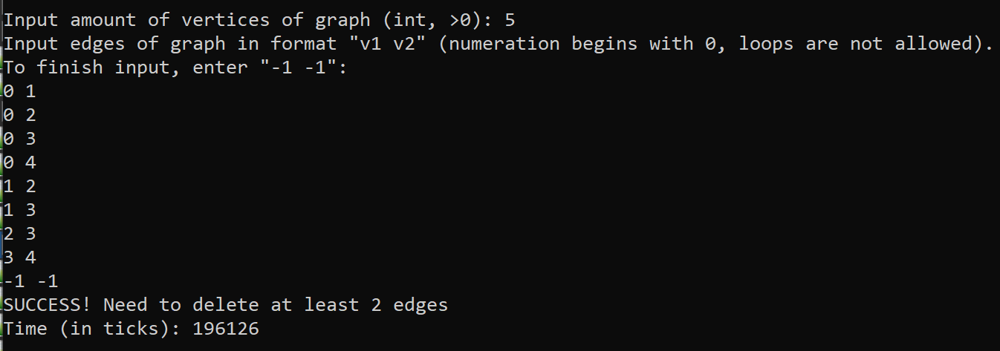 Input amount of vertices of graph (int, >0): 5
Input edges of graph in format "v1 v2" (numeration begins with 0, loops are not allowed).
To finish input, enter "-1 -1":
0 1
0 2
0 3
0 4
1 2
1 3
2 3
3 4
-1 -1
SUCCESS! Need to delete at least 2 edges
Time (in ticks): 196126